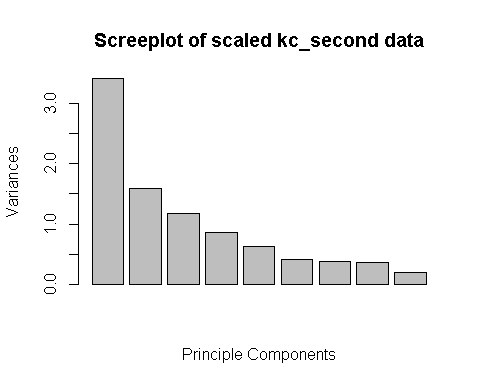 Screeplot of scaled kc_second data
Variances
3.0
2.0
1.0
0.0
Principle Components